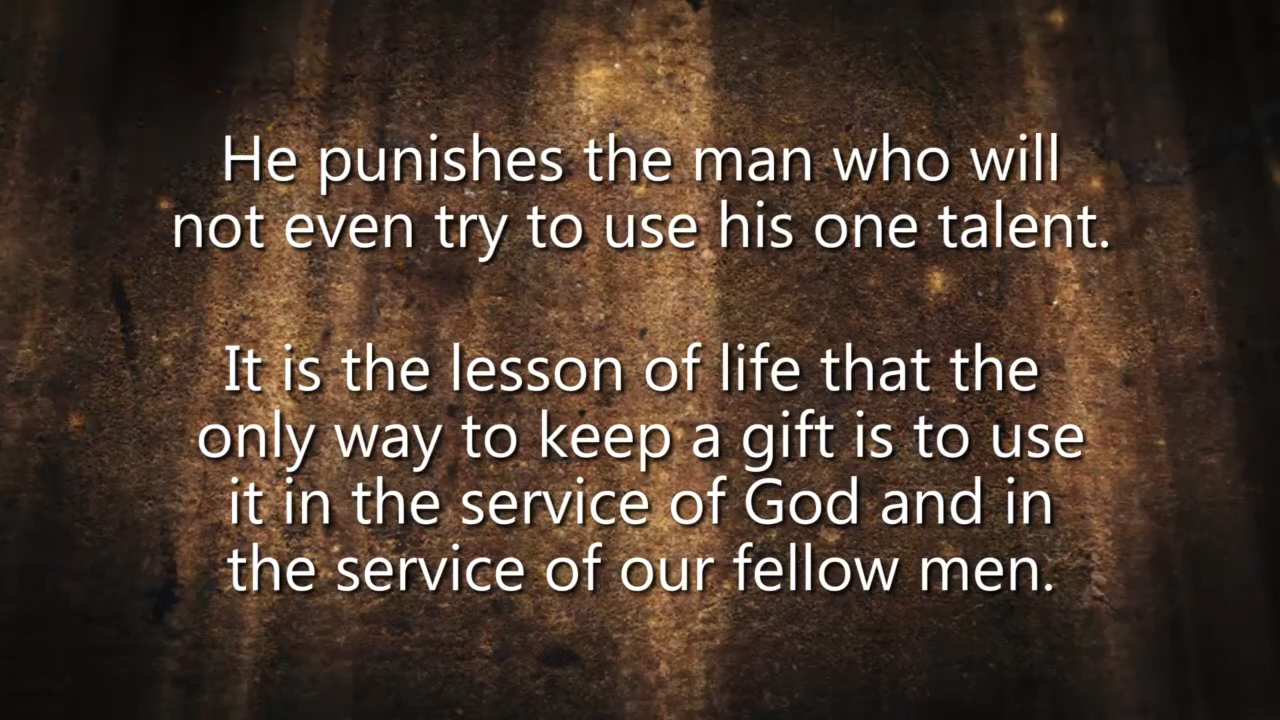 He punishes the man who will
not even try to use his one talent.
It is the lesson of life that the
only way to keep a gift is to use
it in the service of God and in
the service of our fellow men.